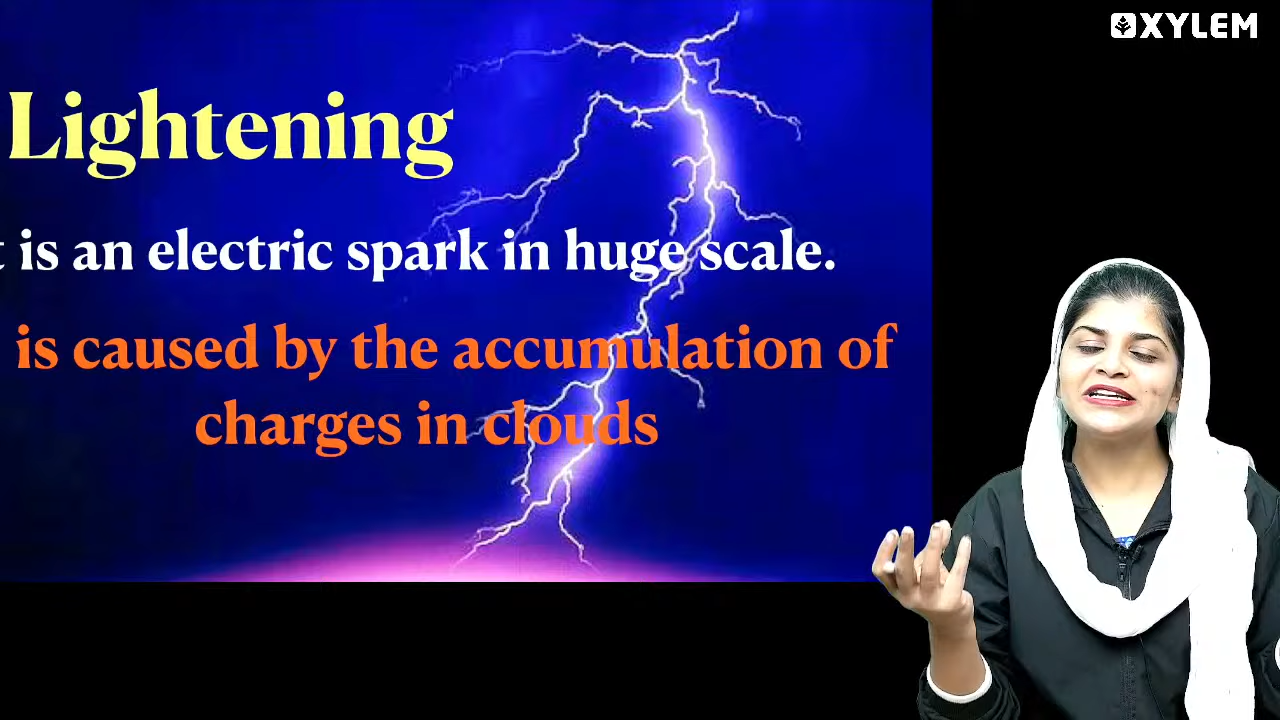 XYLEM
Lightening
t is an electric spark in huge scale.
is caused by the accumulation of
charges in clouds